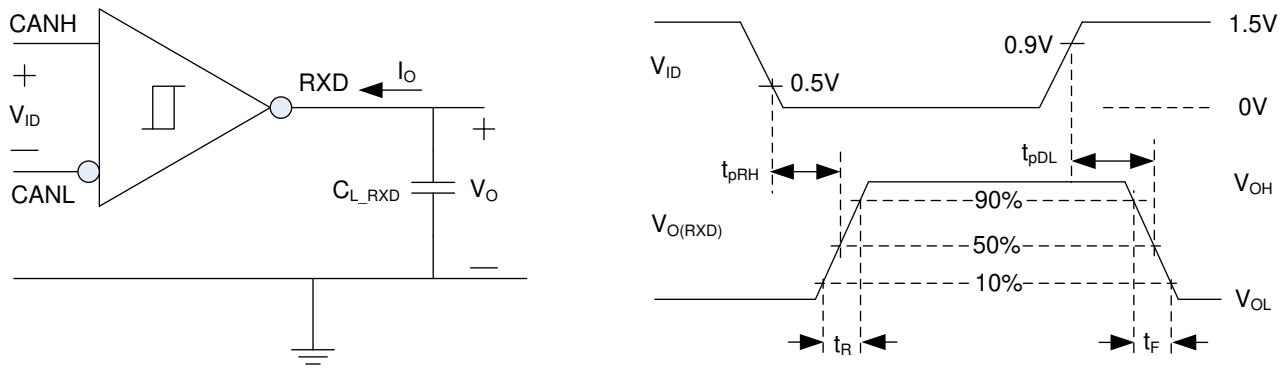 CANH
+
V_ID
—
CANL
RXD
I_O
C_L_RXD
+
V_O
—
V_ID
0.5V
0.9V
1.5V
0V
t_pRH
t_pDL
V_O(RXD)
V_OH
90%
50%
10%
V_OL
t_R
t_F